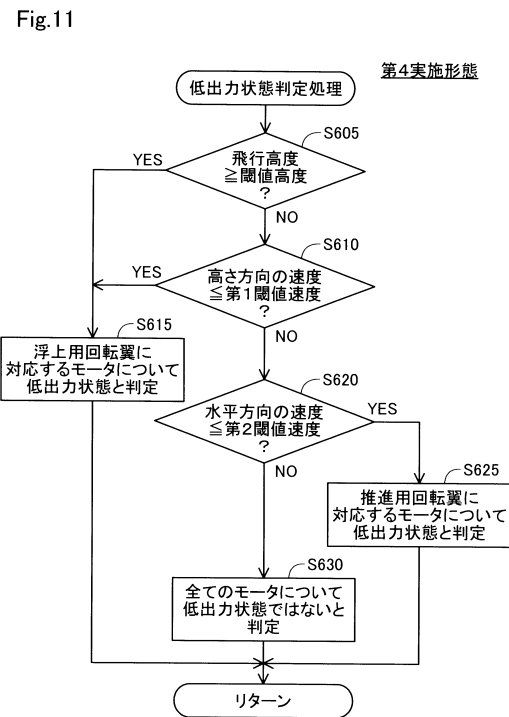 Fig.11
第4実施形態
低出力状態判定処理
S605
飛行高度
≧閾値高度
?
YES
NO
S610
高さ方向の速度
≦第1閾値速度
?
YES
NO
S615
浮上用回転翼に
対応するモータについて
低出力状態と判定
S620
水平方向の速度
≦第2閾値速度
?
YES
NO
S625
推進用回転翼に
対応するモータについて
低出力状態と判定
S630
全てのモータについて
低出力状態ではないと
判定
リターン